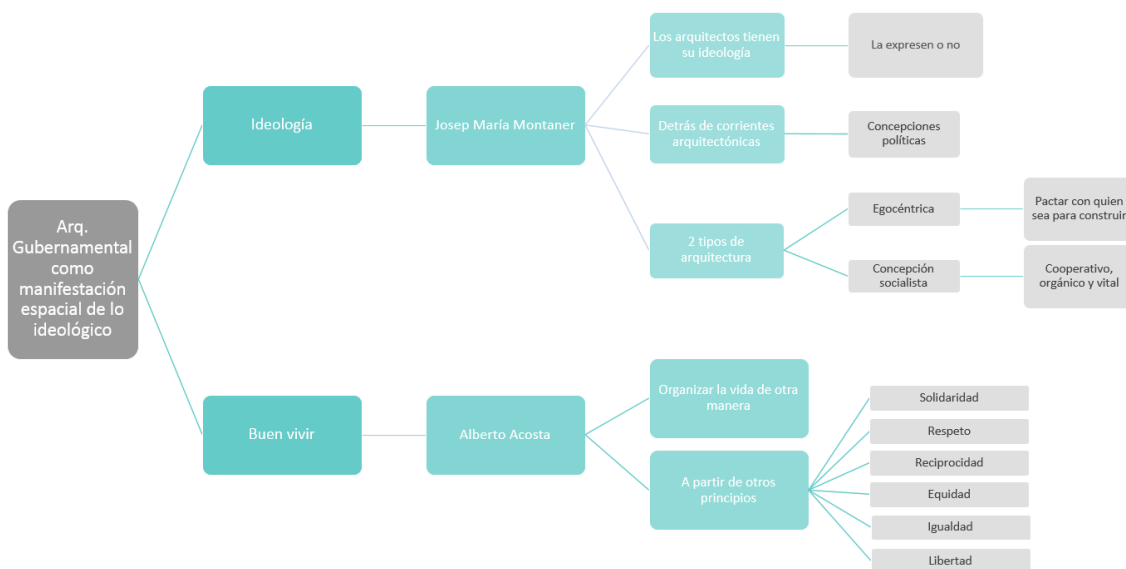 Arq.
Gubernamental
como
manifestación
espacial de lo
ideológico
Ideología
Josep María Montaner
Los arquitectos tienen
su ideología
La expresen o no
Detrás de corrientes
arquitectónicas
Concepciones
políticas
2 tipos de
arquitectura
Egocéntrica
Pactar con quien
sea para construir
Concepción
socialista
Cooperativo,
orgánico y vital
Buen vivir
Alberto Acosta
Organizar la vida de otra
manera
A partir de otros
principios
Solidaridad
Respeto
Reciprocidad
Equidad
Igualdad
Libertad